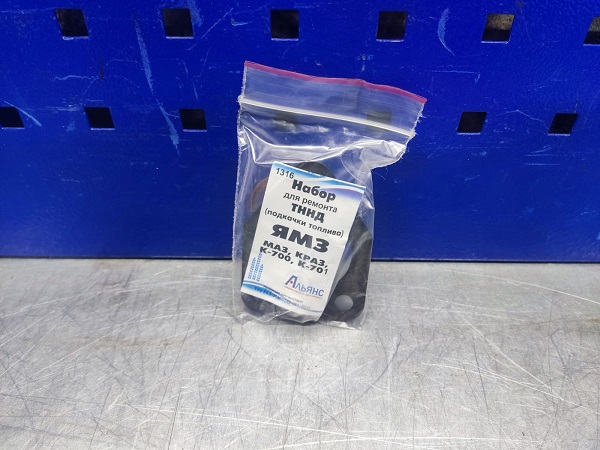 1316
Набор
для ремонта
ТННД
(подкачки топлива)
ЯМЗ
МАЗ, КРАЗ,
К-700, К-701
Альянс